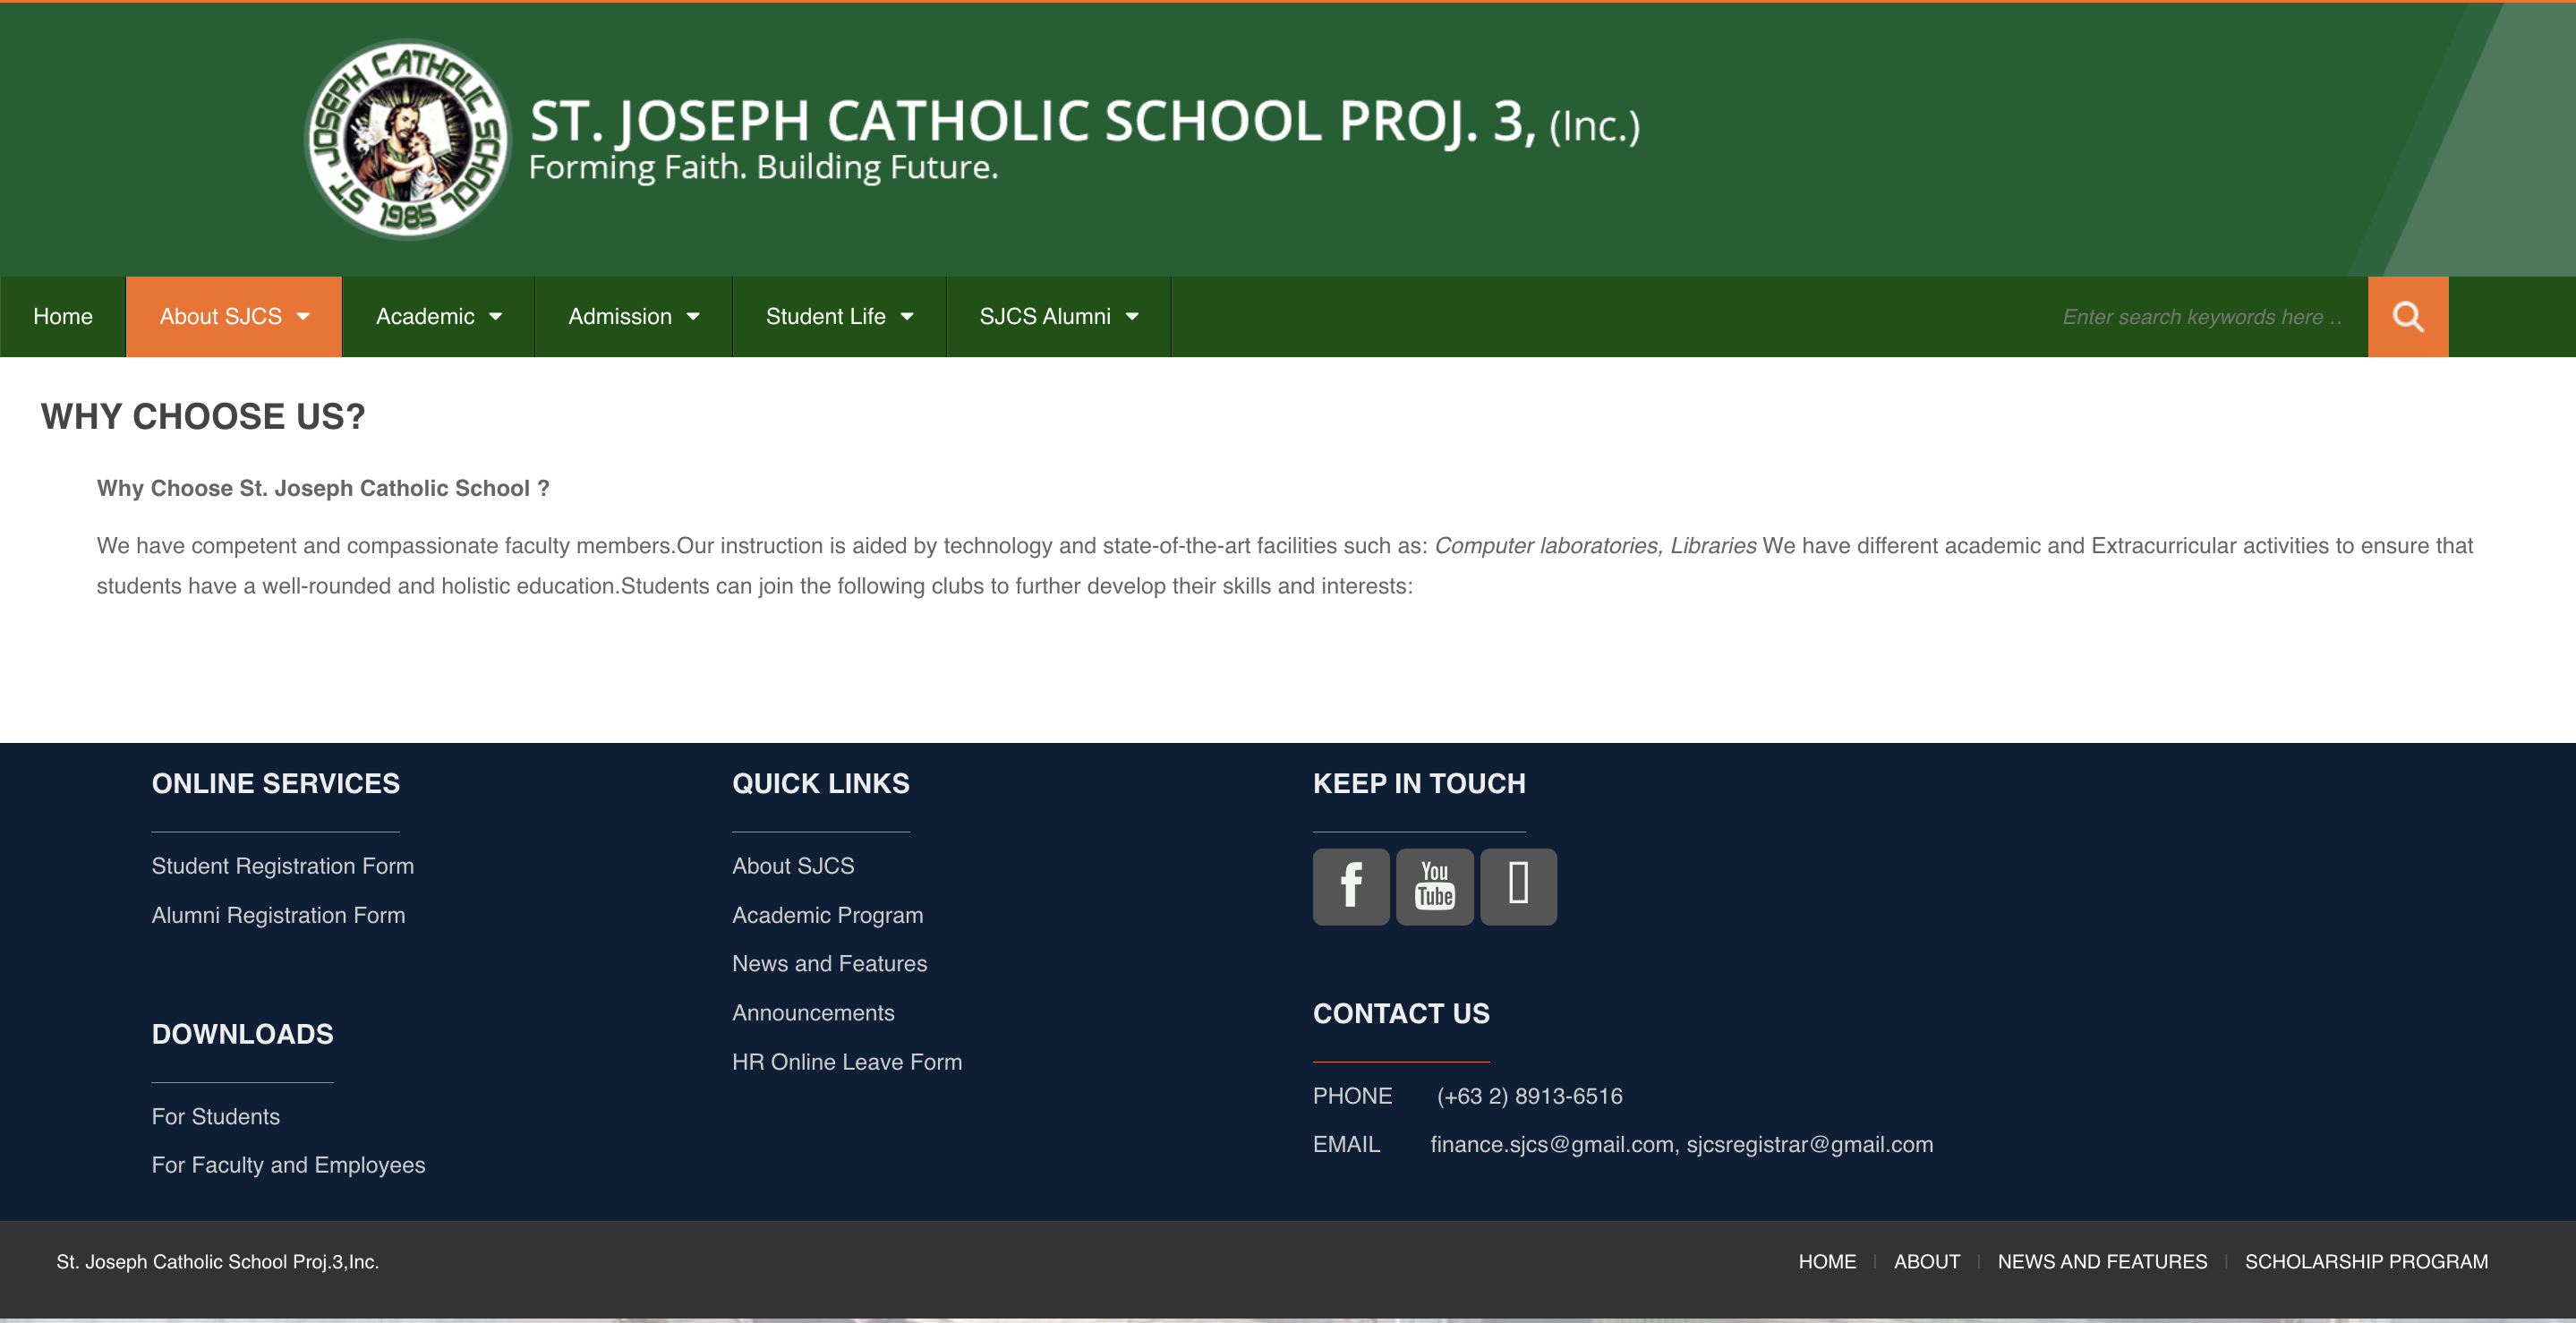 ST. JOSEPH CATHOLIC SCHOOL
1985
ST. JOSEPH CATHOLIC SCHOOL PROJ. 3, (Inc.)
Forming Faith. Building Future.
Home
About SJCS
Academic
Admission
Student Life
SJCS Alumni
Enter search keywords here ..
WHY CHOOSE US?
Why Choose St. Joseph Catholic School ?
We have competent and compassionate faculty members.Our instruction is aided by technology and state-of-the-art facilities such as: Computer laboratories, Libraries We have different academic and Extracurricular activities to ensure that
students have a well-rounded and holistic education.Students can join the following clubs to further develop their skills and interests:
ONLINE SERVICES
Student Registration Form
Alumni Registration Form
DOWNLOADS
For Students
For Faculty and Employees
QUICK LINKS
About SJCS
Academic Program
News and Features
Announcements
HR Online Leave Form
KEEP IN TOUCH
f
You
Tube
CONTACT US
PHONE (+63 2) 8913-6516
EMAIL finance.sjcs@gmail.com, sjcsregistrar@gmail.com
St. Joseph Catholic School Proj.3,Inc.
HOME | ABOUT | NEWS AND FEATURES | SCHOLARSHIP PROGRAM